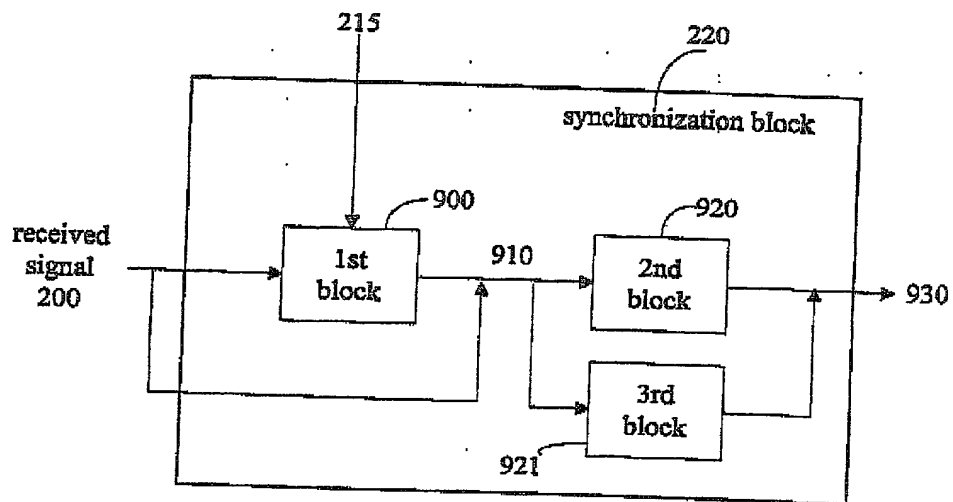 215
220
synchronization block
900
920
received
signal
200
1st
block
910
2nd
block
930
3rd
block
921